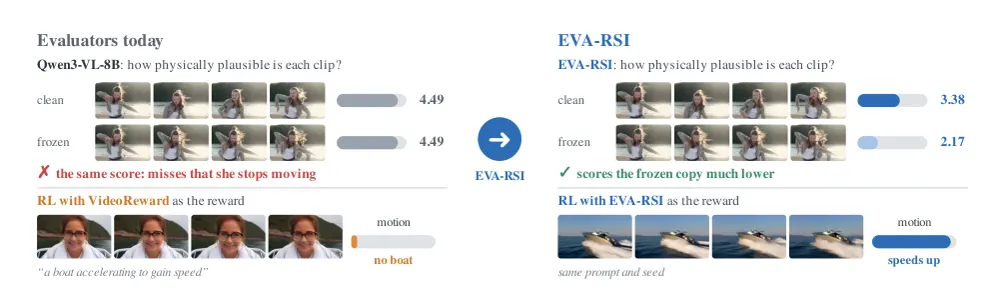 Evaluators today
Qwen3-VL-8B: how physically plausible is each clip?
clean
4.49
frozen
4.49
✗ the same score: misses that she stops moving
RL with VideoReward as the reward
motion
no boat
"a boat accelerating to gain speed"
EVA-RSI
EVA-RSI
EVA-RSI: how physically plausible is each clip?
clean
3.38
frozen
2.17
✓ scores the frozen copy much lower
RL with EVA-RSI as the reward
motion
speeds up
same prompt and seed